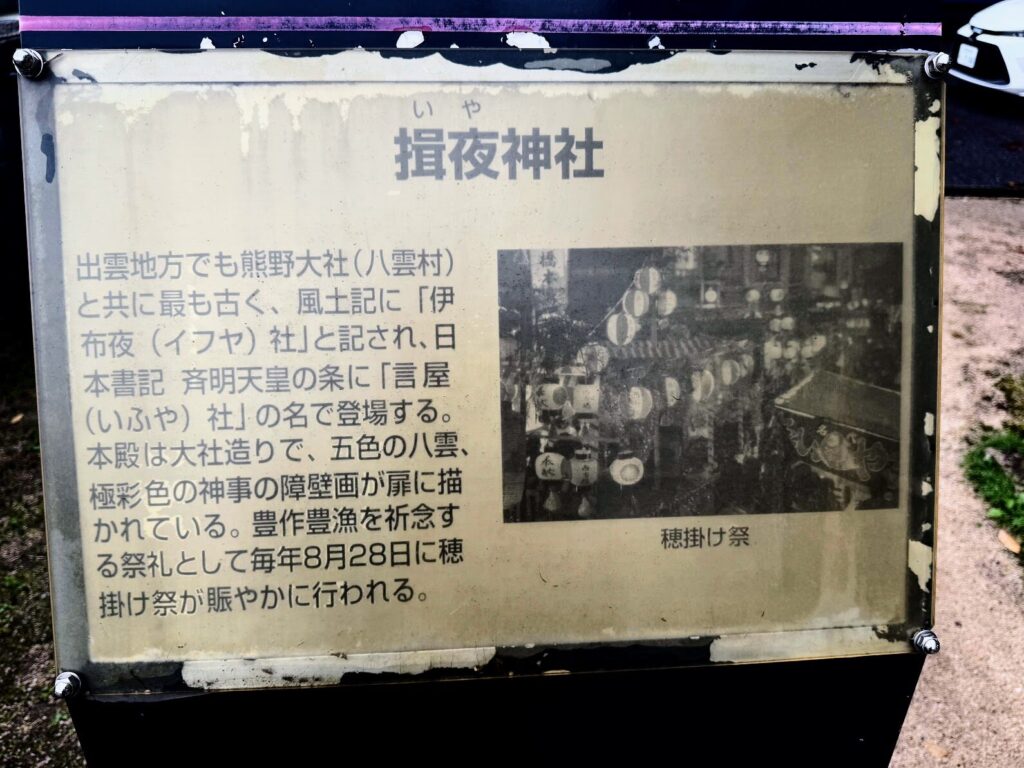 いや
揖夜神社
出雲地方でも熊野大社（八雲村）
と共に最も古く、風土記に「伊
布夜（イフヤ）社」と記され、日
本書記 斉明天皇の条に「言屋
（いふや）社」の名で登場する。
本殿は大社造りで、五色の八雲、
極彩色の神事の障壁画が扉に描
かれている。豊作豊漁を祈念す
る祭礼として毎年8月28日に穂
掛け祭が賑やかに行われる。
穂掛け祭